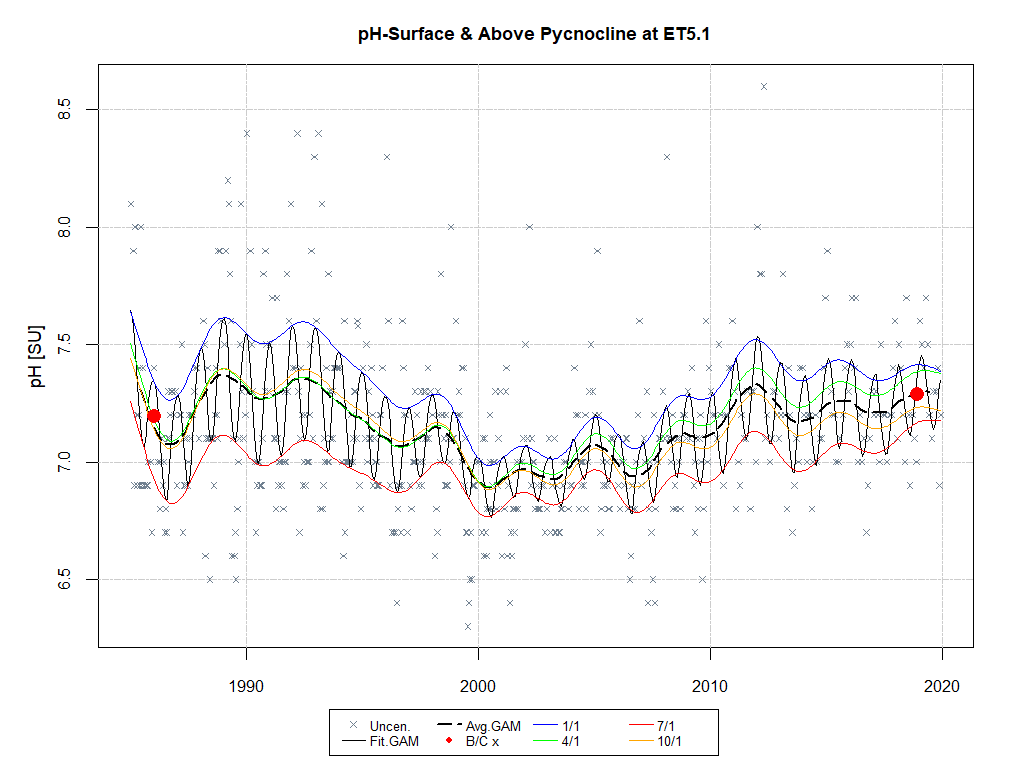 pH-Surface & Above Pycnocline at ET5.1
pH [SU]
8.5
8.0
7.5
7.0
6.5
1990 2000 2010 2020
Uncen. Avg.GAM 1/1 7/1
Fit.GAM B/C x 4/1 10/1